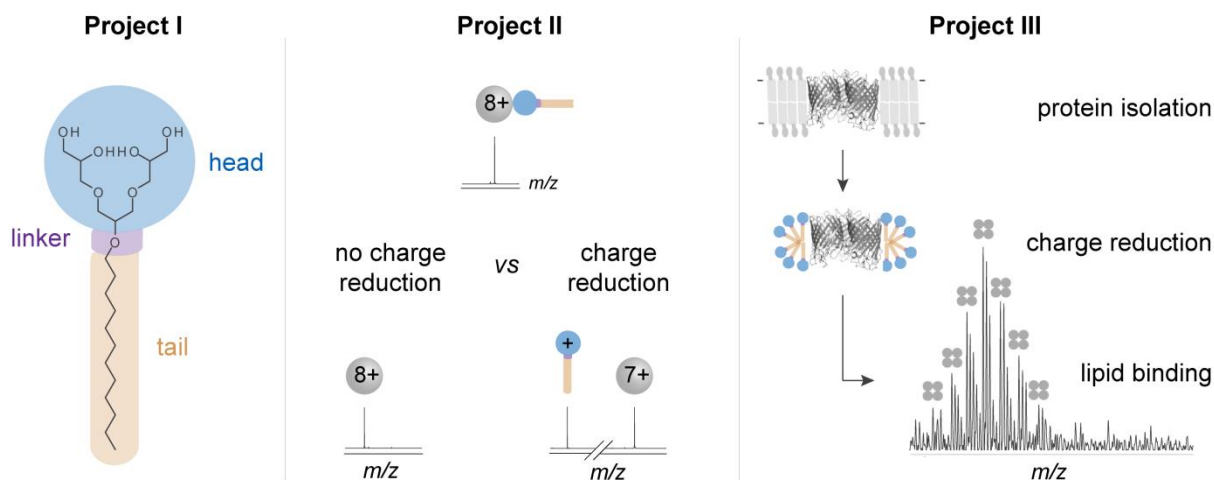 Project I
OH
OH
OH
HO
O
O
O
head
linker
tail
Project II
8+
m/z
no charge
reduction
vs
charge
reduction
8+
m/z
+
7+
m/z
Project III
protein isolation
charge reduction
lipid binding
m/z